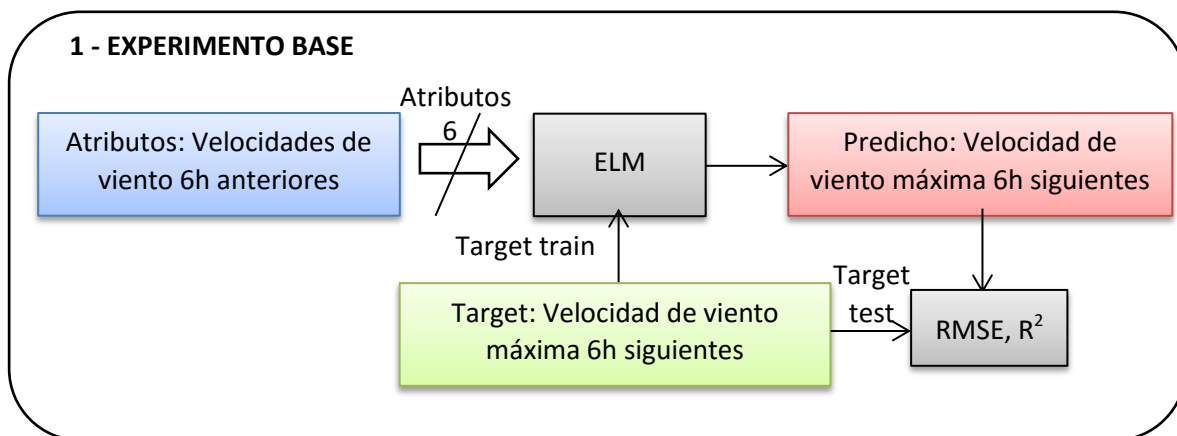 1 - EXPERIMENTO BASE
Atributos
6
Atributos: Velocidades de
viento 6h anteriores
ELM
Predicho: Velocidad de
viento máxima 6h siguientes
Target train
Target: Velocidad de viento
máxima 6h siguientes
Target
test
RMSE, R²